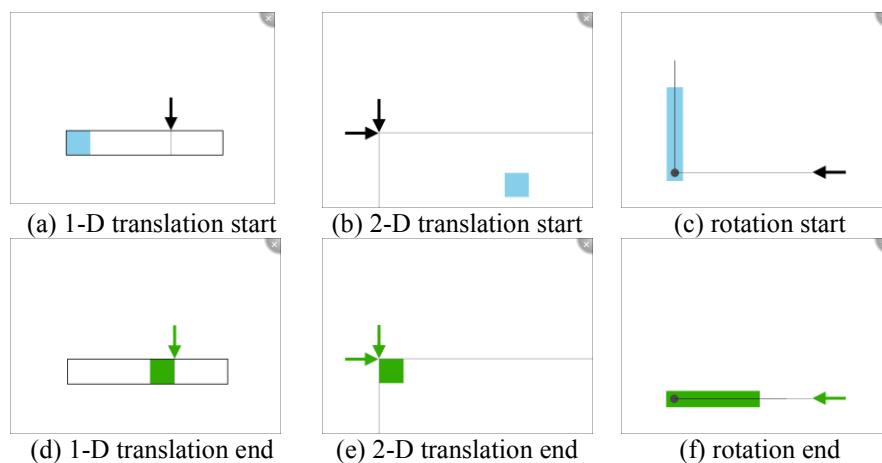 (a) 1-D translation start
(b) 2-D translation start
(c) rotation start
(d) 1-D translation end
(e) 2-D translation end
(f) rotation end